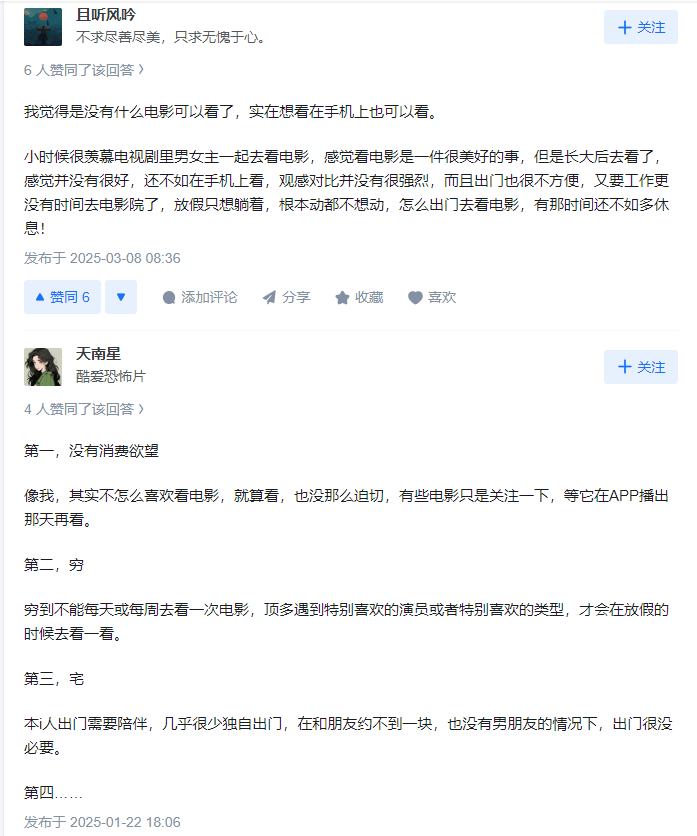 且听风吟
不求尽善尽美，只求无愧于心。
关注
6 人赞同了该回答
我觉得是没有什么电影可以看了，实在想看在手机上也可以看。
小时候很羡慕电视剧里男女主一起去看电影，感觉看电影是一件很美好的事，但是长大后去看了，
感觉并没有很好，还不如在手机上看，观感对比并没有很强烈，而且出门也很不方便，又要工作更
没有时间去电影院了，放假只想躺着，根本动都不想动，怎么出门去看电影，有那时间还不如多休
息！
发布于 2025-03-08 08:36
赞同 6 添加评论 分享 收藏 喜欢
天南星
酷爱恐怖片
关注
4 人赞同了该回答
第一，没有消费欲望
像我，其实不怎么喜欢看电影，就算看，也没那么迫切，有些电影只是关注一下，等它在APP播出
那天再看。
第二，穷
穷到不能每天或每周去看一次电影，顶多遇到特别喜欢的演员或者特别喜欢的类型，才会在放假的
时候去看一看。
第三，宅
本i人出门需要陪伴，几乎很少独自出门，在和朋友约不到一块，也没有男朋友的情况下，出门很没
必要。
第四……
发布于 2025-01-22 18:06